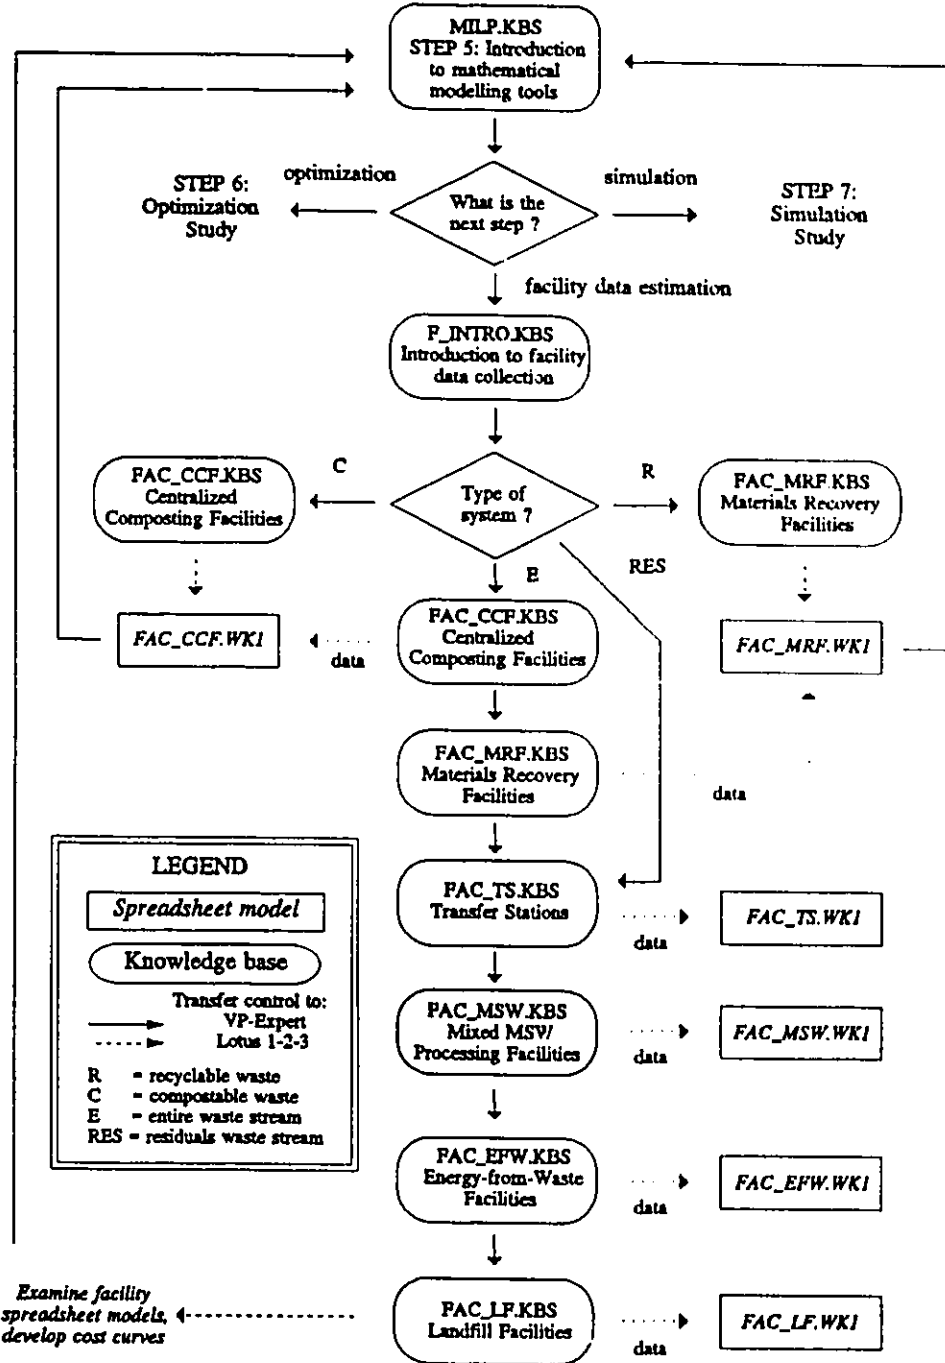 MILP.KBS
STEP 5: Introduction
to mathematical
modelling tools
STEP 6:
Optimization
Study
optimization
What is the
next step ?
simulation
STEP 7:
Simulation
Study
facility data estimation
F_INTRO.KBS
Introduction to facility
data collection
FAC_CCF.KBS
Centralized
Composting Facilities
C
Type of
system ?
R
FAC_MRF.KBS
Materials Recovery
Facilities
E
RES
FAC_CCF.WK1
data
FAC_CCF.KBS
Centralized
Composting Facilities
FAC_MRF.WK1
FAC_MRF.KBS
Materials Recovery
Facilities
data
LEGEND
Spreadsheet model
Knowledge base
Transfer control to:
VP-Expert
Lotus 1-2-3
R = recyclable waste
C = compostable waste
E = entire waste stream
RES = residuals waste stream
FAC_TS.KBS
Transfer Stations
data
FAC_TS.WK1
FAC_MSW.KBS
Mixed MSW
Processing Facilities
data
FAC_MSW.WK1
FAC_EFW.KBS
Energy-from-Waste
Facilities
data
FAC_EFW.WK1
Examine facility
spreadsheet models,
develop cost curves
FAC_LF.KBS
Landfill Facilities
data
FAC_LF.WK1